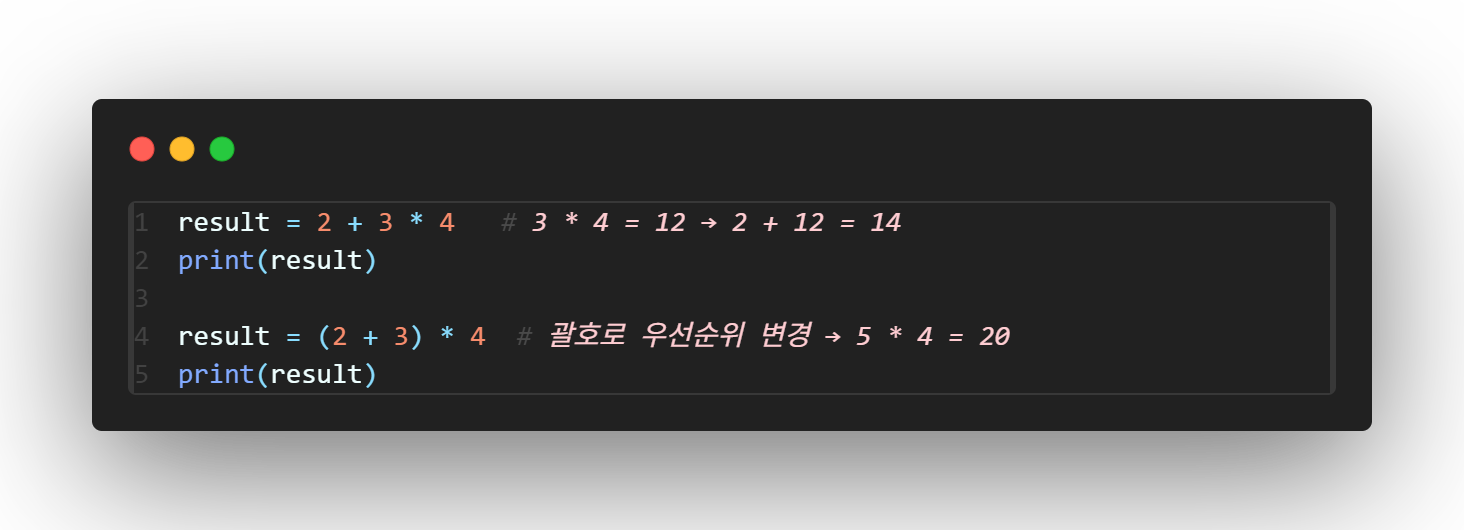 1 result = 2 + 3 * 4   # 3 * 4 = 12 → 2 + 12 = 14
2 print(result)
3
4 result = (2 + 3) * 4  # 괄호로 우선순위 변경 → 5 * 4 = 20
5 print(result)